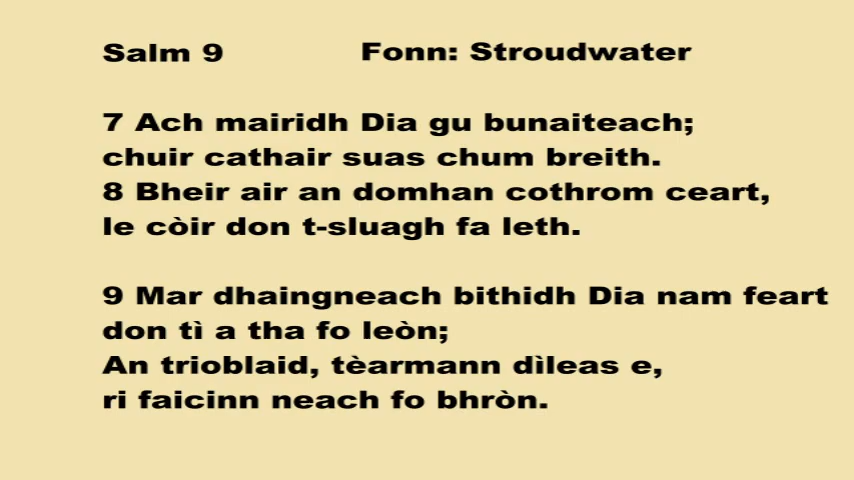 Salm 9 Fonn: Stroudwater
7 Ach mairidh Dia gu bunaiteach;
chuir cathair suas chum breith.
8 Bheir air an domhan cothrom ceart,
le còir don t-sluagh fa leth.
9 Mar dhaingneach bithidh Dia nam feart
don tì a tha fo leòn;
An trioblaid, tèarmann dìleas e,
ri faicinn neach fo bhròn.